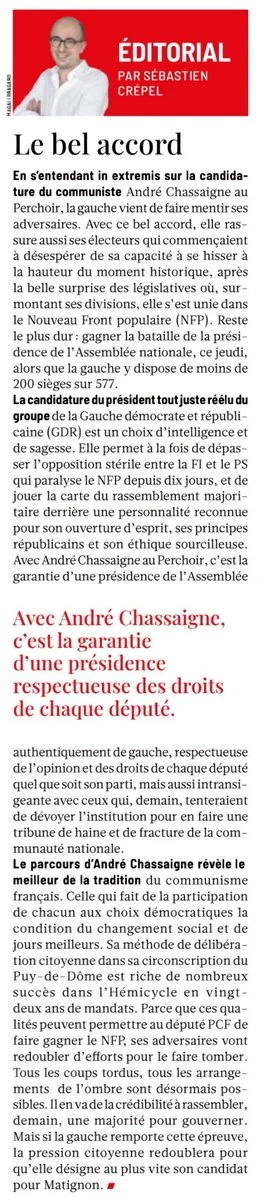 MAGALI BRAGARD
ÉDITORIAL
PAR SÉBASTIEN
CRÉPEL
Le bel accord
En s’entendant in extremis sur la candida-
ture du communiste André Chassaigne au
Perchoir, la gauche vient de faire mentir ses
adversaires. Avec ce bel accord, elle ras-
sure aussi ses électeurs qui commençaient
à désespérer de sa capacité à se hisser à
la hauteur du moment historique, après
la belle surprise des législatives où, sur-
montant ses divisions, elle s’est unie dans
le Nouveau Front populaire (NFP). Reste
le plus dur : gagner la bataille de la prési-
dence de l’Assemblée nationale, ce jeudi,
alors que la gauche y dispose de moins de
200 sièges sur 577.
La candidature du président tout juste réélu du
groupe de la Gauche démocrate et républi-
caine (GDR) est un choix d’intelligence et
de sagesse. Elle permet à la fois de dépas-
ser l’opposition stérile entre la FI et le PS
qui paralyse le NFP depuis dix jours, et de
jouer la carte du rassemblement majori-
taire derrière une personnalité reconnue
pour son ouverture d’esprit, ses principes
républicains et son éthique sourcilleuse.
Avec André Chassaigne au Perchoir, c’est la
garantie d’une présidence de l’Assemblée
Avec André Chassaigne,
c’est la garantie
d’une présidence
respectueuse des droits
de chaque député.
authentiquement de gauche, respectueuse
de l’opinion et des droits de chaque député
quel que soit son parti, mais aussi intransi-
geante avec ceux qui, demain, tenteraient
de dévoyer l’institution pour en faire une
tribune de haine et de fracture de la com-
munauté nationale.
Le parcours d’André Chassaigne révèle le
meilleur de la tradition du communisme
français. Celle qui fait de la participation
de chacun aux choix démocratiques la
condition du changement social et de
jours meilleurs. Sa méthode de délibéra-
tion citoyenne dans sa circonscription du
Puy-de-Dôme est riche de nombreux
succès dans l’Hémicycle en vingt-
deux ans de mandats. Parce que ces qua-
lités peuvent permettre au député PCF de
faire gagner le NFP, ses adversaires vont
redoubler d’efforts pour le faire tomber.
Tous les coups tordus, tous les arrange-
ments de l’ombre sont désormais pos-
sibles. Il en va de la crédibilité à rassembler,
demain, une majorité pour gouverner.
Mais si la gauche remporte cette épreuve,
la pression citoyenne redoublera pour
qu’elle désigne au plus vite son candidat
pour Matignon.